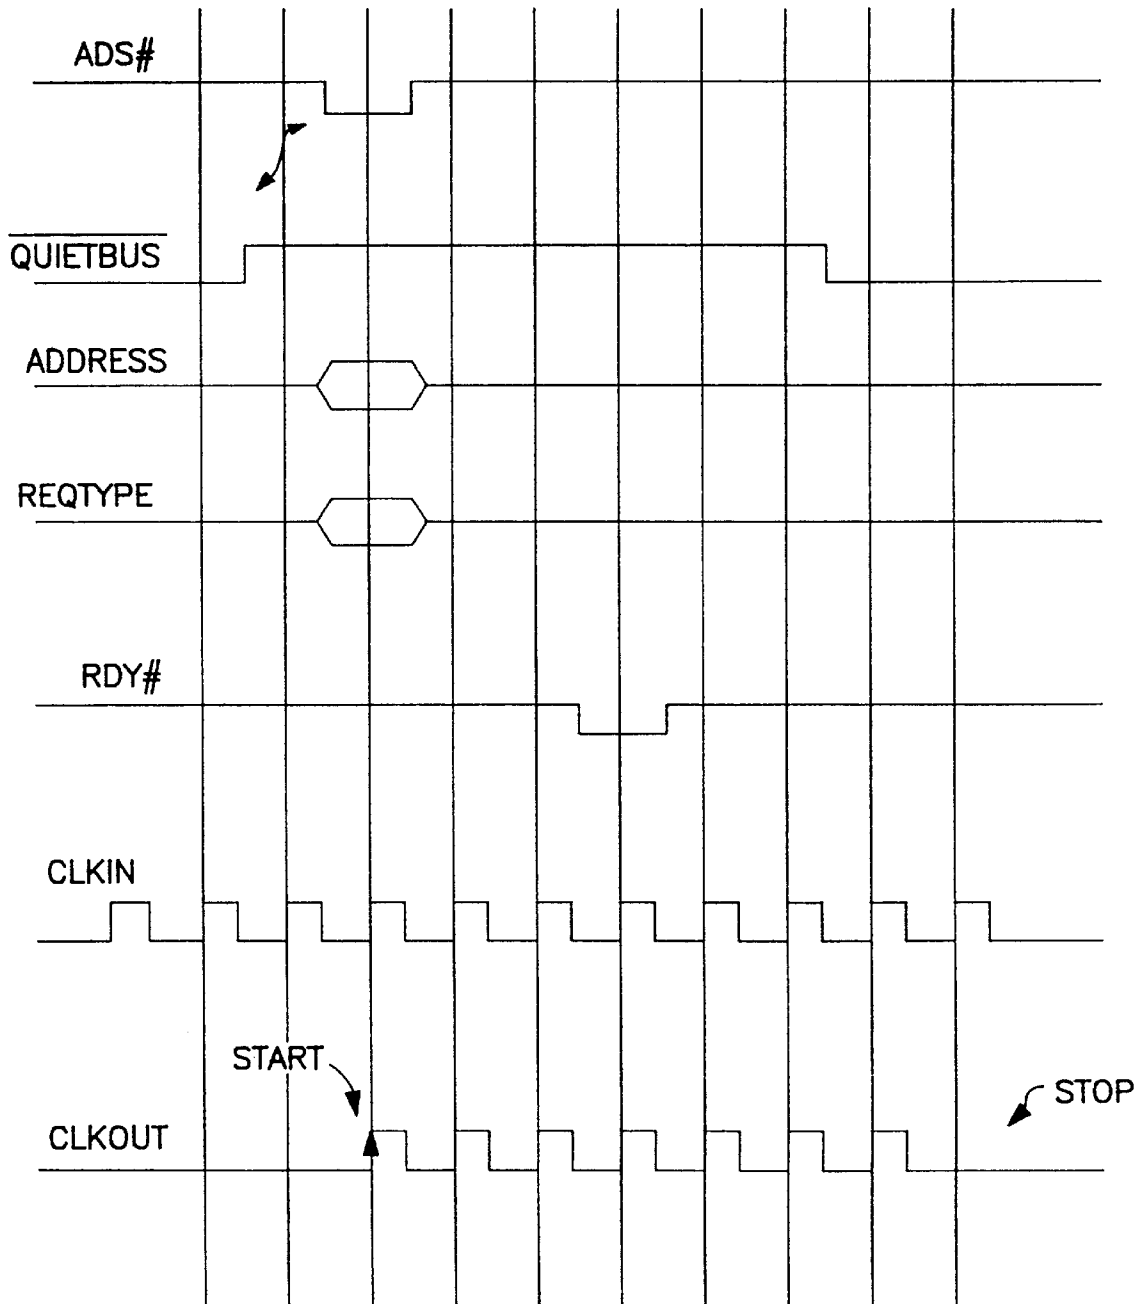 ADS#
QUIETBUS
ADDRESS
REQTYPE
RDY#
CLKIN
START
STOP
CLKOUT